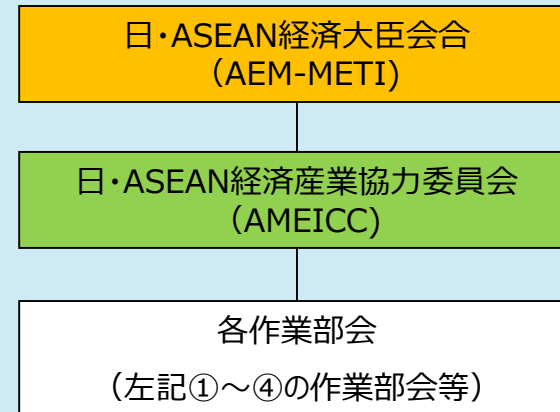 日・ASEAN経済大臣会合
（AEM-METI)
日・ASEAN経済産業協力委員会
（AMEICC)
各作業部会
（左記①～④の作業部会等）